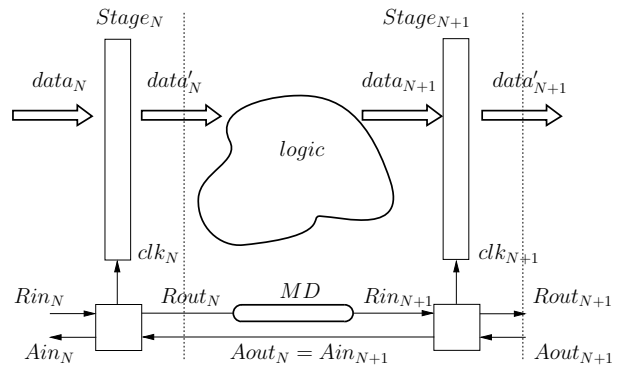 Stage_N Stage_{N+1}
data_N data'_N data_{N+1} data'_{N+1}
logic
clk_N clk_{N+1}
Rin_N Rout_N MD Rin_{N+1} Rout_{N+1}
Ain_N Aout_N = Ain_{N+1} Aout_{N+1}